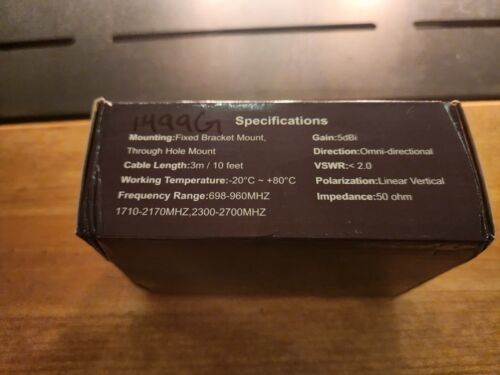 1499G
Specifications
Mounting:Fixed Bracket Mount,
Through Hole Mount
Cable Length:3m / 10 feet
Working Temperature:-20°C ~ +80°C
Frequency Range:698-960MHZ
1710-2170MHZ,2300-2700MHZ
Gain:5dBi
Direction:Omni-directional
VSWR:< 2.0
Polarization:Linear Vertical
Impedance:50 ohm